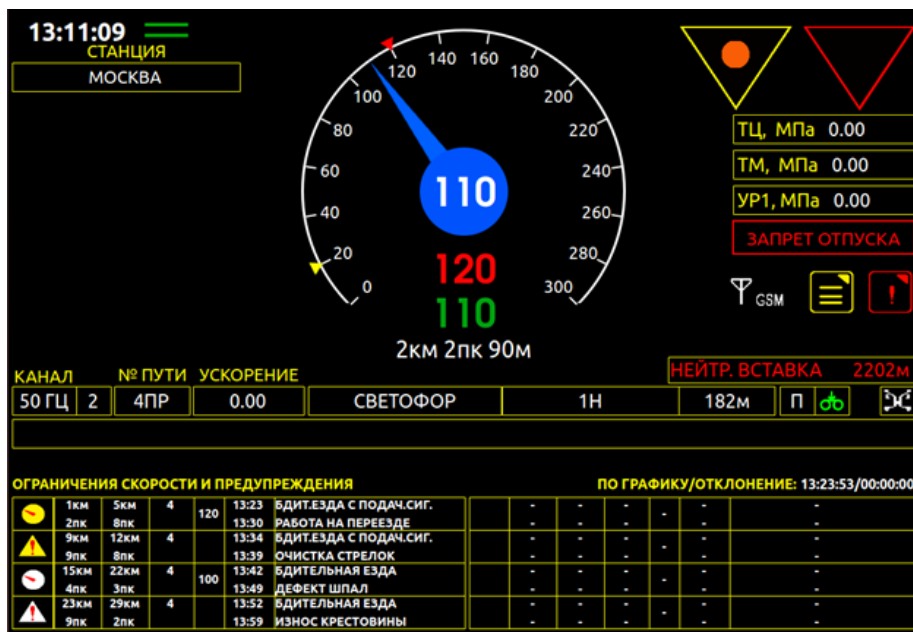 13:11:09
СТАНЦИЯ
МОСКВА
0
20
40
60
80
100
120
140
160
180
200
220
240
260
280
300
110
120
110
2км 2пк 90м
ТЦ, МПа 0.00
ТМ, МПа 0.00
УР1, МПа 0.00
ЗАПРЕТ ОТПУСКА
GSM
!
НЕЙТР. ВСТАВКА 2202м
КАНАЛ № ПУТИ УСКОРЕНИЕ
50 ГЦ 2 4ПР 0.00 СВЕТОФОР 1Н 182м П
ОГРАНИЧЕНИЯ СКОРОСТИ И ПРЕДУПРЕЖДЕНИЯ ПО ГРАФИКУ/ОТКЛОНЕНИЕ: 13:23:53/00:00:00
1км 5км 4 120 13:23 БДИТ.ЕЗДА С ПОДАЧ.СИГ. - - - - - -
2пк 8пк 13:30 РАБОТА НА ПЕРЕЕЗДЕ - - - - -
9км 12км 4 13:34 БДИТ.ЕЗДА С ПОДАЧ.СИГ. - - - - - -
9пк 8пк 13:39 ОЧИСТКА СТРЕЛОК - - - - -
15км 22км 4 100 13:42 БДИТЕЛЬНАЯ ЕЗДА - - - - - -
4пк 3пк 13:49 ДЕФЕКТ ШПАЛ - - - - -
23км 29км 4 13:52 БДИТЕЛЬНАЯ ЕЗДА - - - - - -
9пк 2пк 13:59 ИЗНОС КРЕСТОВИНЫ - - - - -